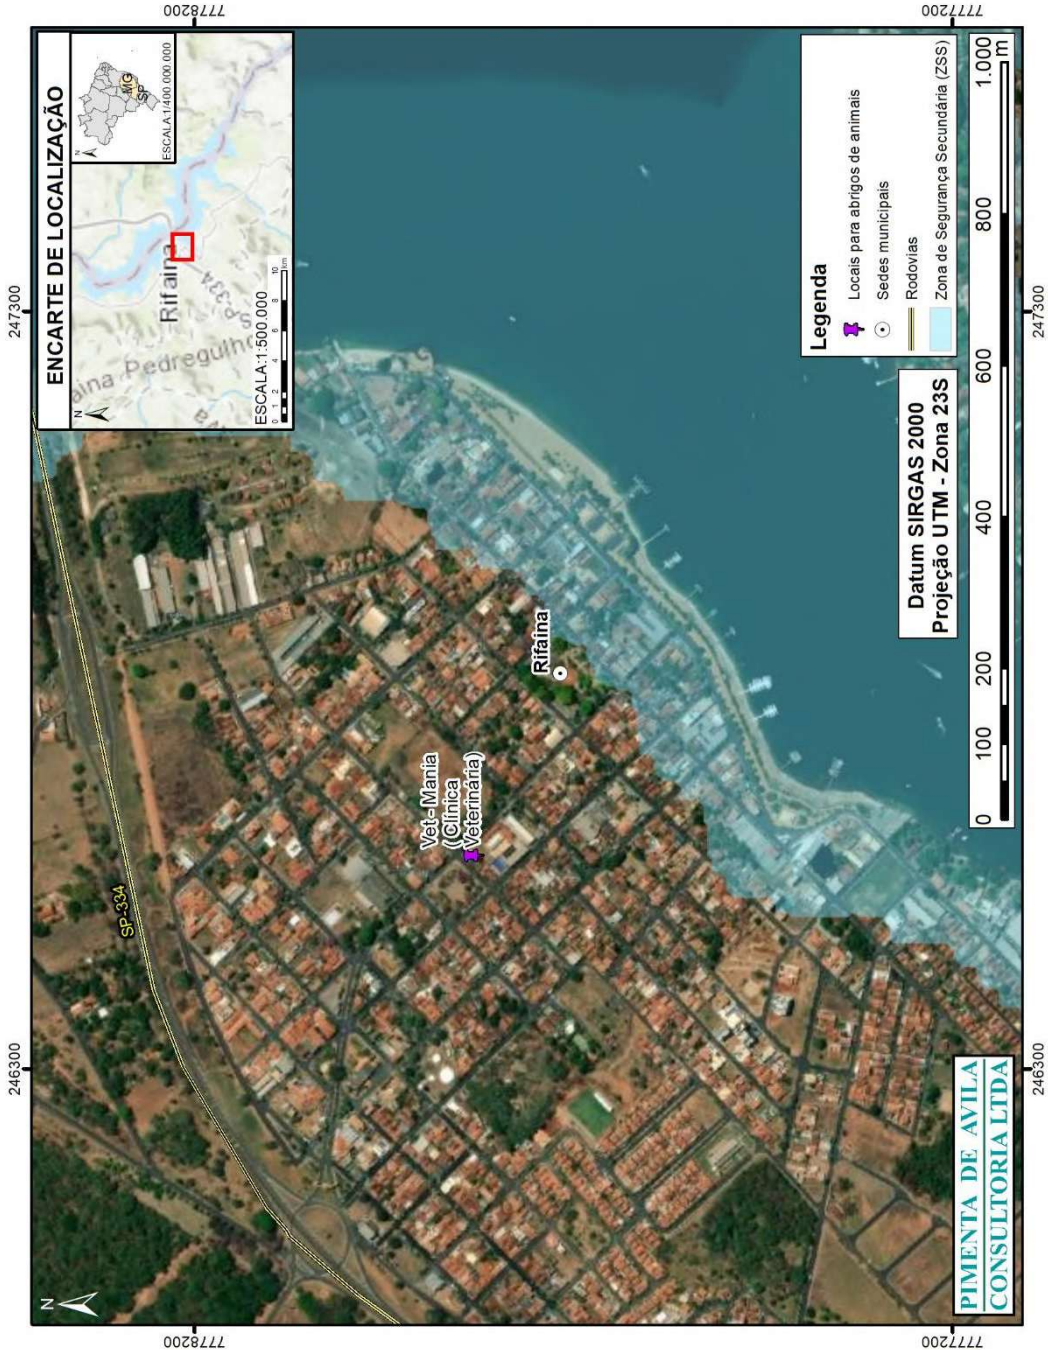 7778200
7777200
ENCARTE DE LOCALIZAÇÃO
N
MG
SP
ESCALA:1/400.000.000
Rifaina
SP-334
aina Pedregulho
va
ESCALA:1:500.000
0 1 2 4 6 8 10
km
247300
247300
SP-334
Vet - Mania
(Clínica
Veterinária)
Rifaina
Legenda
Locais para abrigos de animais
Sedes municipais
Rodovias
Zona de Segurança Secundária (ZSS)
Datum SIRGAS 2000
Projeção UTM - Zona 23S
0 100 200 400 600 800 1.000
m
246300
246300
N
PIMENTA DE AVILA
CONSULTORIA LTDA
7778200
7777200